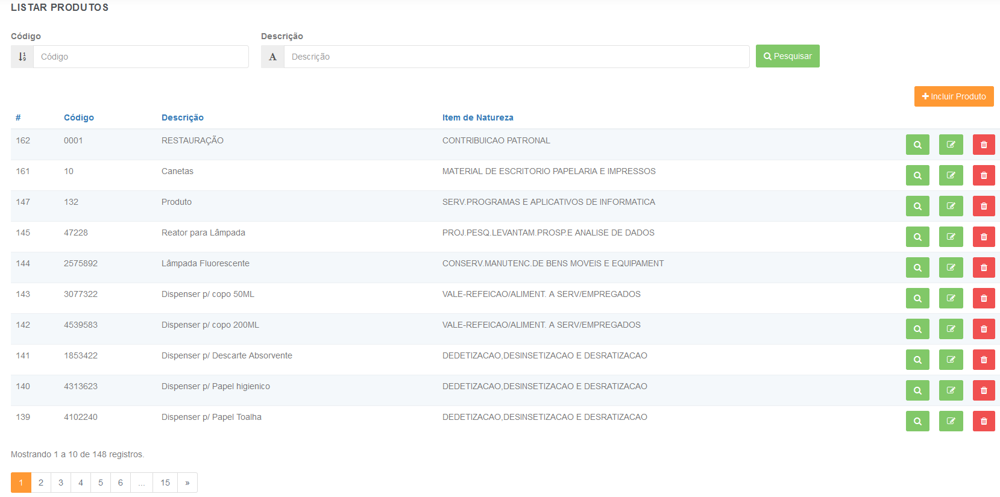 LISTAR PRODUTOS
Código Descrição
Código A Descrição Pesquisar
Incluir Produto
# Código Descrição Item de Natureza
162 0001 RESTAURAÇÃO CONTRIBUICAO PATRONAL
161 10 Canetas MATERIAL DE ESCRITORIO PAPELARIA E IMPRESSOS
147 132 Produto SERV.PROGRAMAS E APLICATIVOS DE INFORMATICA
145 47228 Reator para Lâmpada PROJ.PESQ.LEVANTAM.PROSP.E ANALISE DE DADOS
144 2575892 Lâmpada Fluorescente CONSERV.MANUTENC.DE BENS MOVEIS E EQUIPAMENT
143 3077322 Dispenser p/ copo 50ML VALE-REFEICAO/ALIMENT. A SERV/EMPREGADOS
142 4539583 Dispenser p/ copo 200ML VALE-REFEICAO/ALIMENT. A SERV/EMPREGADOS
141 1853422 Dispenser p/ Descarte Absorvente DEDETIZACAO,DESINSETIZACAO E DESRATIZACAO
140 4313623 Dispenser p/ Papel higienico DEDETIZACAO,DESINSETIZACAO E DESRATIZACAO
139 4102240 Dispenser p/ Papel Toalha DEDETIZACAO,DESINSETIZACAO E DESRATIZACAO
Mostrando 1 a 10 de 148 registros.
1 2 3 4 5 6 ... 15 »